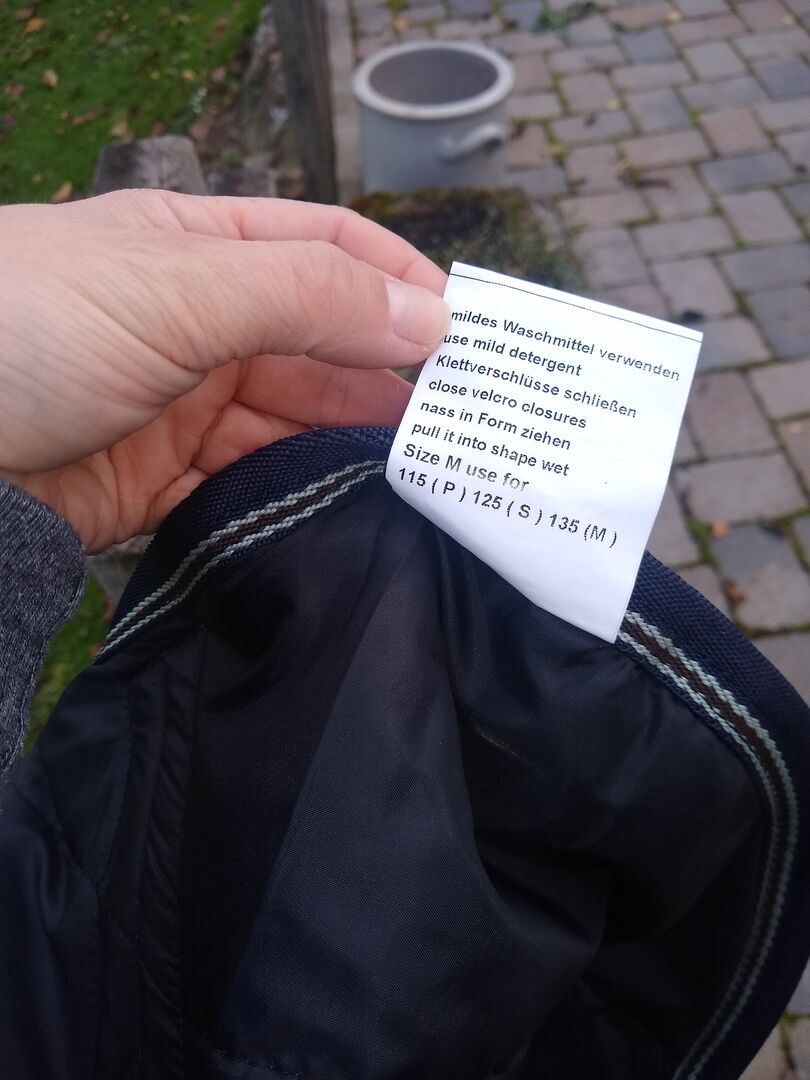 mildes Waschmittel verwenden
use mild detergent
Klettverschlüsse schließen
close velcro closures
nass in Form ziehen
pull it into shape wet
Size M use for
115 ( P ) 125 ( S ) 135 (M )